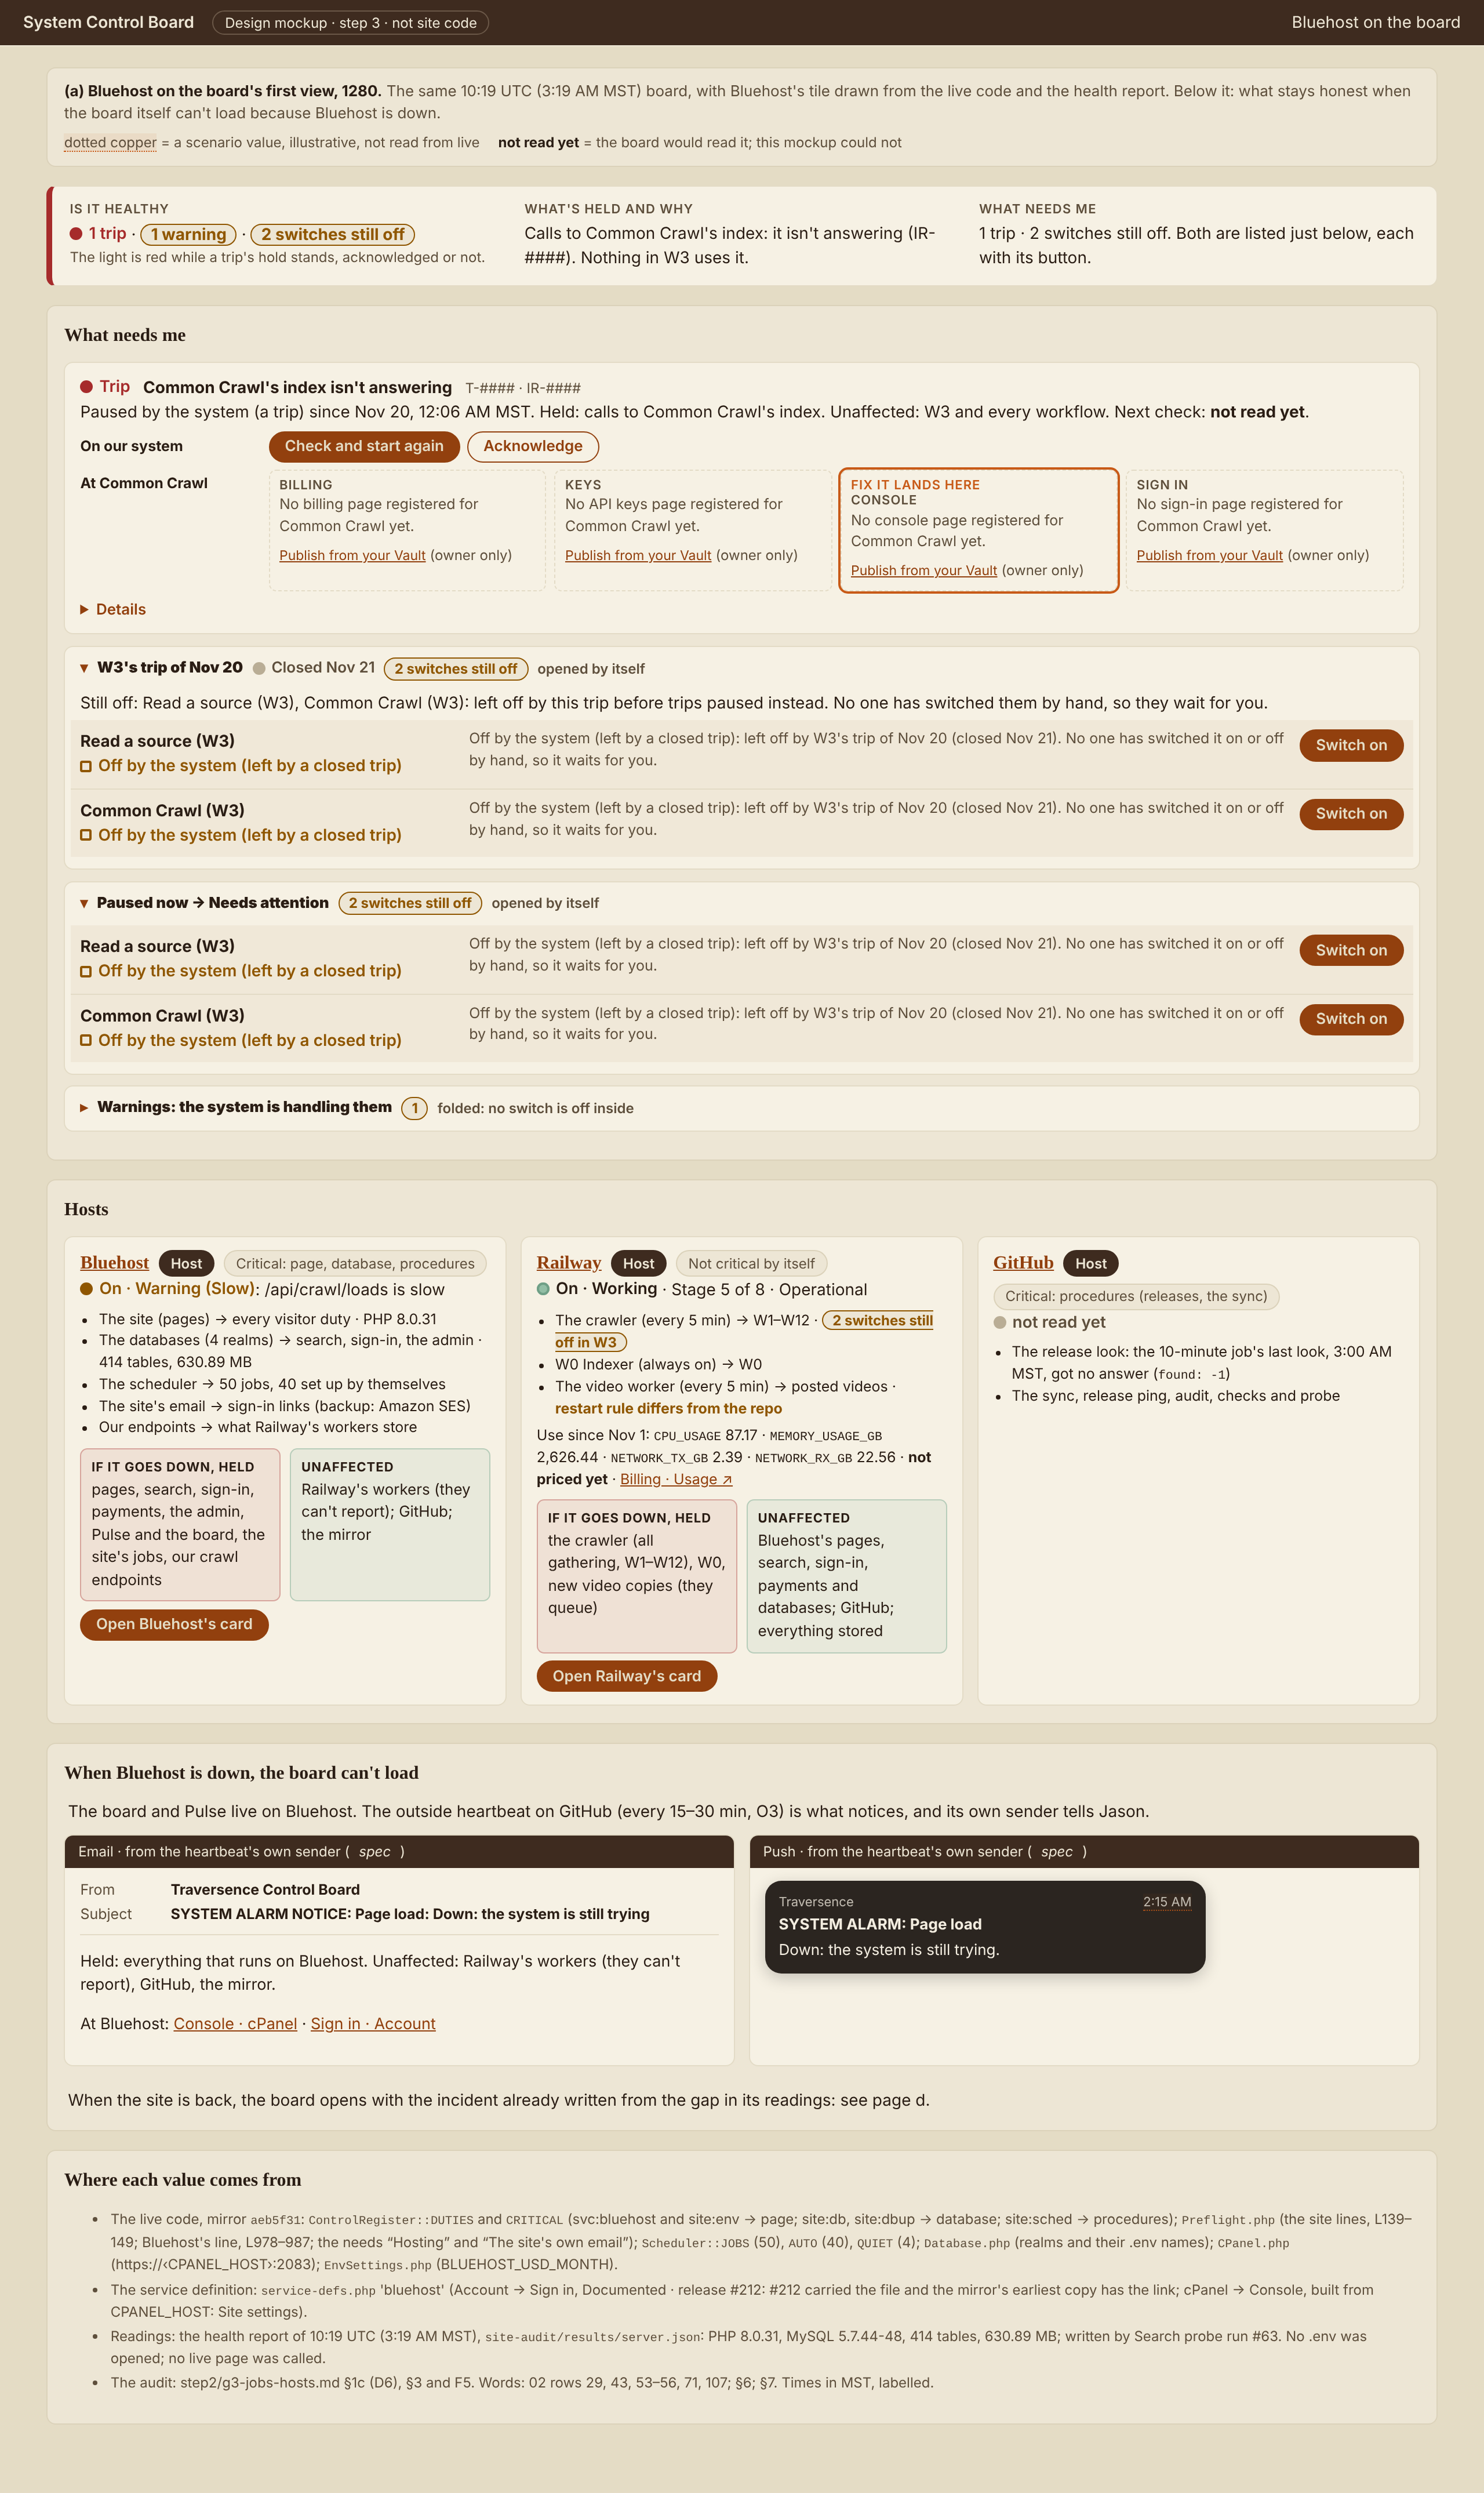 System Control Board
Design mockup · step 3 · not site code
Bluehost on the board
(a) Bluehost on the board's first view, 1280. The same 10:19 UTC (3:19 AM MST) board, with Bluehost's tile drawn from the live code and the health report. Below it: what stays honest when
the board itself can't load because Bluehost is down.
dotted copper = a scenario value, illustrative, not read from live not read yet = the board would read it; this mockup could not
IS IT HEALTHY
1 trip · 1 warning · 2 switches still off
The light is red while a trip's hold stands, acknowledged or not.
WHAT'S HELD AND WHY
Calls to Common Crawl's index: it isn't answering (IR-
####). Nothing in W3 uses it.
WHAT NEEDS ME
1 trip · 2 switches still off. Both are listed just below, each
with its button.
What needs me
Trip Common Crawl's index isn't answering T-#### · IR-####
Paused by the system (a trip) since Nov 20, 12:06 AM MST. Held: calls to Common Crawl's index. Unaffected: W3 and every workflow. Next check: not read yet.
On our system
Check and start again
Acknowledge
At Common Crawl
BILLING
No billing page registered for
Common Crawl yet.
Publish from your Vault (owner only)
KEYS
No API keys page registered for
Common Crawl yet.
Publish from your Vault (owner only)
FIX IT LANDS HERE
CONSOLE
No console page registered for
Common Crawl yet.
Publish from your Vault (owner only)
SIGN IN
No sign-in page registered for
Common Crawl yet.
Publish from your Vault (owner only)
▶ Details
▼ W3's trip of Nov 20 Closed Nov 21 2 switches still off opened by itself
Still off: Read a source (W3), Common Crawl (W3): left off by this trip before trips paused instead. No one has switched them by hand, so they wait for you.
Read a source (W3)
Off by the system (left by a closed trip)
Off by the system (left by a closed trip): left off by W3's trip of Nov 20 (closed Nov 21). No one has switched it on or off
by hand, so it waits for you.
Switch on
Common Crawl (W3)
Off by the system (left by a closed trip)
Off by the system (left by a closed trip): left off by W3's trip of Nov 20 (closed Nov 21). No one has switched it on or off
by hand, so it waits for you.
Switch on
▼ Paused now → Needs attention 2 switches still off opened by itself
Read a source (W3)
Off by the system (left by a closed trip)
Off by the system (left by a closed trip): left off by W3's trip of Nov 20 (closed Nov 21). No one has switched it on or off
by hand, so it waits for you.
Switch on
Common Crawl (W3)
Off by the system (left by a closed trip)
Off by the system (left by a closed trip): left off by W3's trip of Nov 20 (closed Nov 21). No one has switched it on or off
by hand, so it waits for you.
Switch on
▶ Warnings: the system is handling them 1 folded: no switch is off inside
Hosts
Bluehost Host Critical: page, database, procedures
On · Warning (Slow): /api/crawl/loads is slow
• The site (pages) → every visitor duty · PHP 8.0.31
• The databases (4 realms) → search, sign-in, the admin ·
414 tables, 630.89 MB
• The scheduler → 50 jobs, 40 set up by themselves
• The site's email → sign-in links (backup: Amazon SES)
• Our endpoints → what Railway's workers store
IF IT GOES DOWN, HELD
pages, search, sign-in,
payments, the admin,
Pulse and the board, the
site's jobs, our crawl
endpoints
UNAFFECTED
Railway's workers (they
can't report); GitHub;
the mirror
Open Bluehost's card
Railway Host Not critical by itself
On · Working · Stage 5 of 8 · Operational
• The crawler (every 5 min) → W1–W12 · 2 switches still
off in W3
• W0 Indexer (always on) → W0
• The video worker (every 5 min) → posted videos ·
restart rule differs from the repo
Use since Nov 1: CPU_USAGE 87.17 · MEMORY_USAGE_GB
2,626.44 · NETWORK_TX_GB 2.39 · NETWORK_RX_GB 22.56 · not
priced yet · Billing · Usage ↗
IF IT GOES DOWN, HELD
the crawler (all
gathering, W1–W12), W0,
new video copies (they
queue)
UNAFFECTED
Bluehost's pages,
search, sign-in,
payments and
databases; GitHub;
everything stored
Open Railway's card
GitHub Host
Critical: procedures (releases, the sync)
not read yet
• The release look: the 10-minute job's last look, 3:00 AM
MST, got no answer (found: -1)
• The sync, release ping, audit, checks and probe
When Bluehost is down, the board can't load
The board and Pulse live on Bluehost. The outside heartbeat on GitHub (every 15–30 min, O3) is what notices, and its own sender tells Jason.
Email · from the heartbeat's own sender ( spec )
From Traversence Control Board
Subject SYSTEM ALARM NOTICE: Page load: Down: the system is still trying
Held: everything that runs on Bluehost. Unaffected: Railway's workers (they can't
report), GitHub, the mirror.
At Bluehost: Console · cPanel · Sign in · Account
Push · from the heartbeat's own sender ( spec )
Traversence 2:15 AM
SYSTEM ALARM: Page load
Down: the system is still trying.
When the site is back, the board opens with the incident already written from the gap in its readings: see page d.
Where each value comes from
• The live code, mirror aeb5f31: ControlRegister::DUTIES and CRITICAL (svc:bluehost and site:env → page; site:db, site:dbup → database; site:sched → procedures); Preflight.php (the site lines, L139–
149; Bluehost's line, L978–987; the needs “Hosting” and “The site's own email”); Scheduler::JOBS (50), AUTO (40), QUIET (4); Database.php (realms and their .env names); CPanel.php
(https://‹CPANEL_HOST›:2083); EnvSettings.php (BLUEHOST_USD_MONTH).
• The service definition: service-defs.php 'bluehost' (Account → Sign in, Documented · release #212: #212 carried the file and the mirror's earliest copy has the link; cPanel → Console, built from
CPANEL_HOST: Site settings).
• Readings: the health report of 10:19 UTC (3:19 AM MST), site-audit/results/server.json: PHP 8.0.31, MySQL 5.7.44-48, 414 tables, 630.89 MB; written by Search probe run #63. No .env was
opened; no live page was called.
• The audit: step2/g3-jobs-hosts.md §1c (D6), §3 and F5. Words: 02 rows 29, 43, 53–56, 71, 107; §6; §7. Times in MST, labelled.